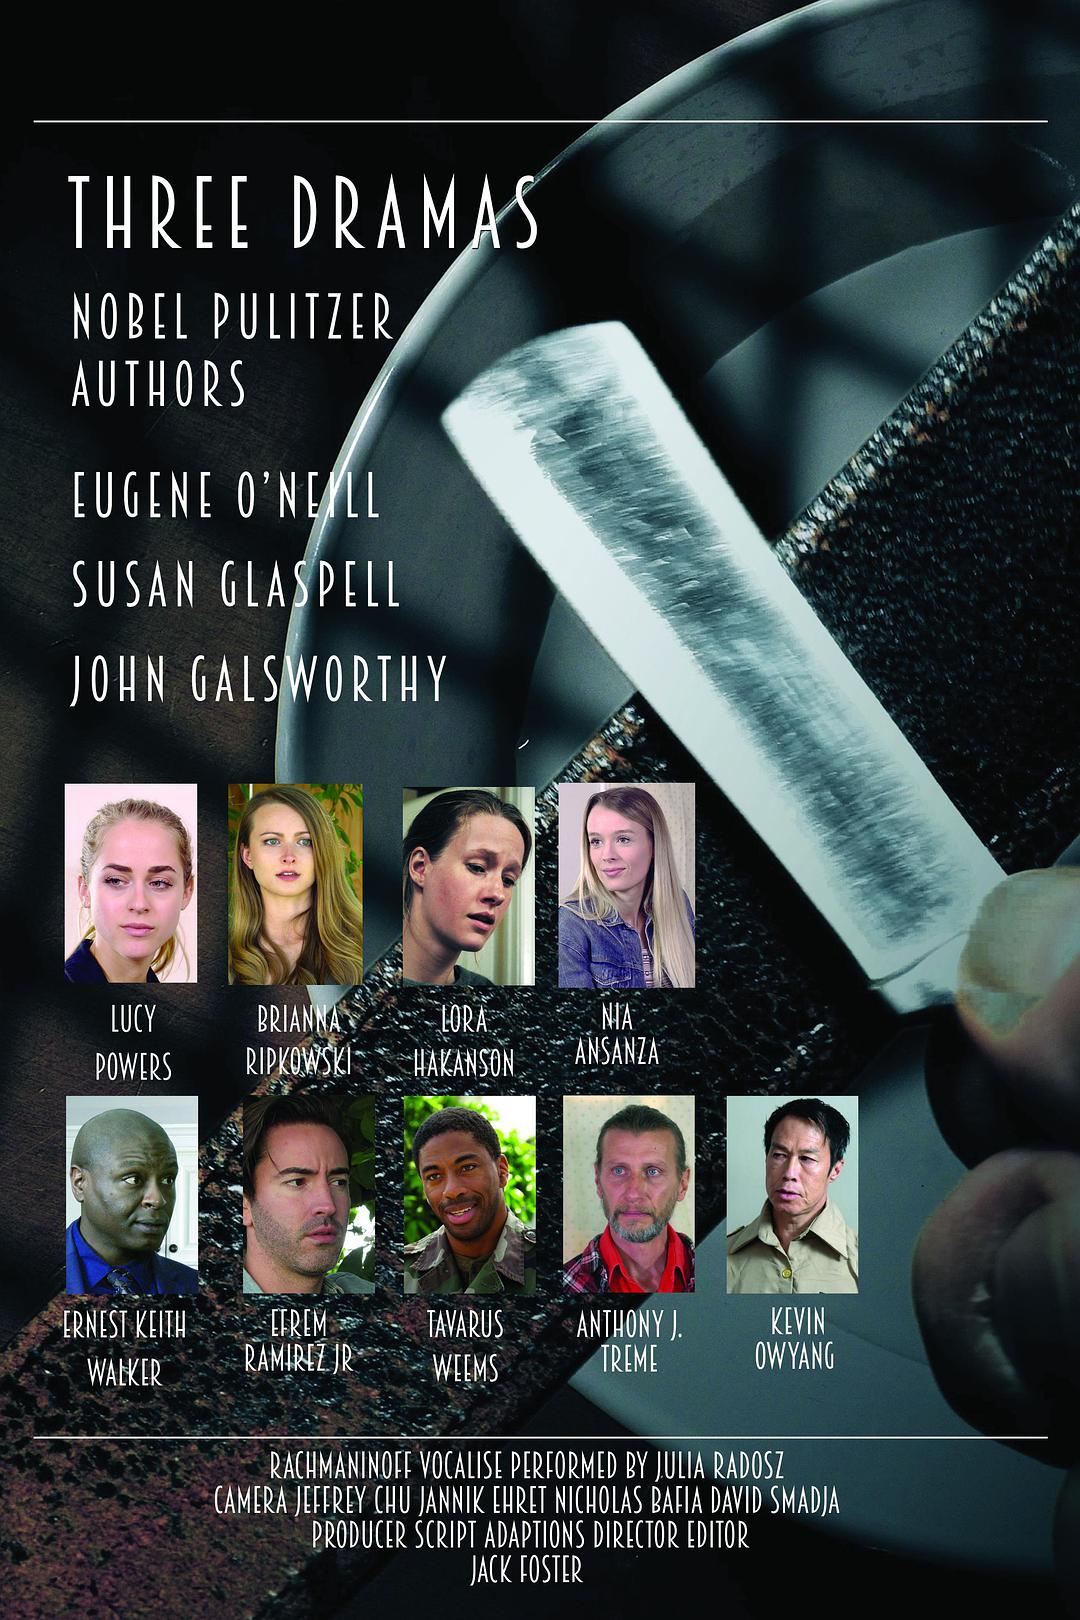 THREE DRAMAS
NOBEL PULITZER
AUTHORS
EUGENE O'NEILL
SUSAN GLASPELL
JOHN GALSWORTHY
LUCY
POWERS
BRIANNA
RIPKOWSKI
LORA
HAKANSON
NIA
ANSANZA
ERNEST KEITH
WALKER
EFREM
RAMIREZ JR
TAVARUS
WEEMS
ANTHONY J.
TREME
KEVIN
OWYANG
RACHMANINOFF VOCALISE PERFORMED BY JULIA RADOSZ
CAMERA JEFFREY CHU JANNIK EHRET NICHOLAS BAFIA DAVID SMADJA
PRODUCER SCRIPT ADAPTIONS DIRECTOR EDITOR
JACK FOSTER